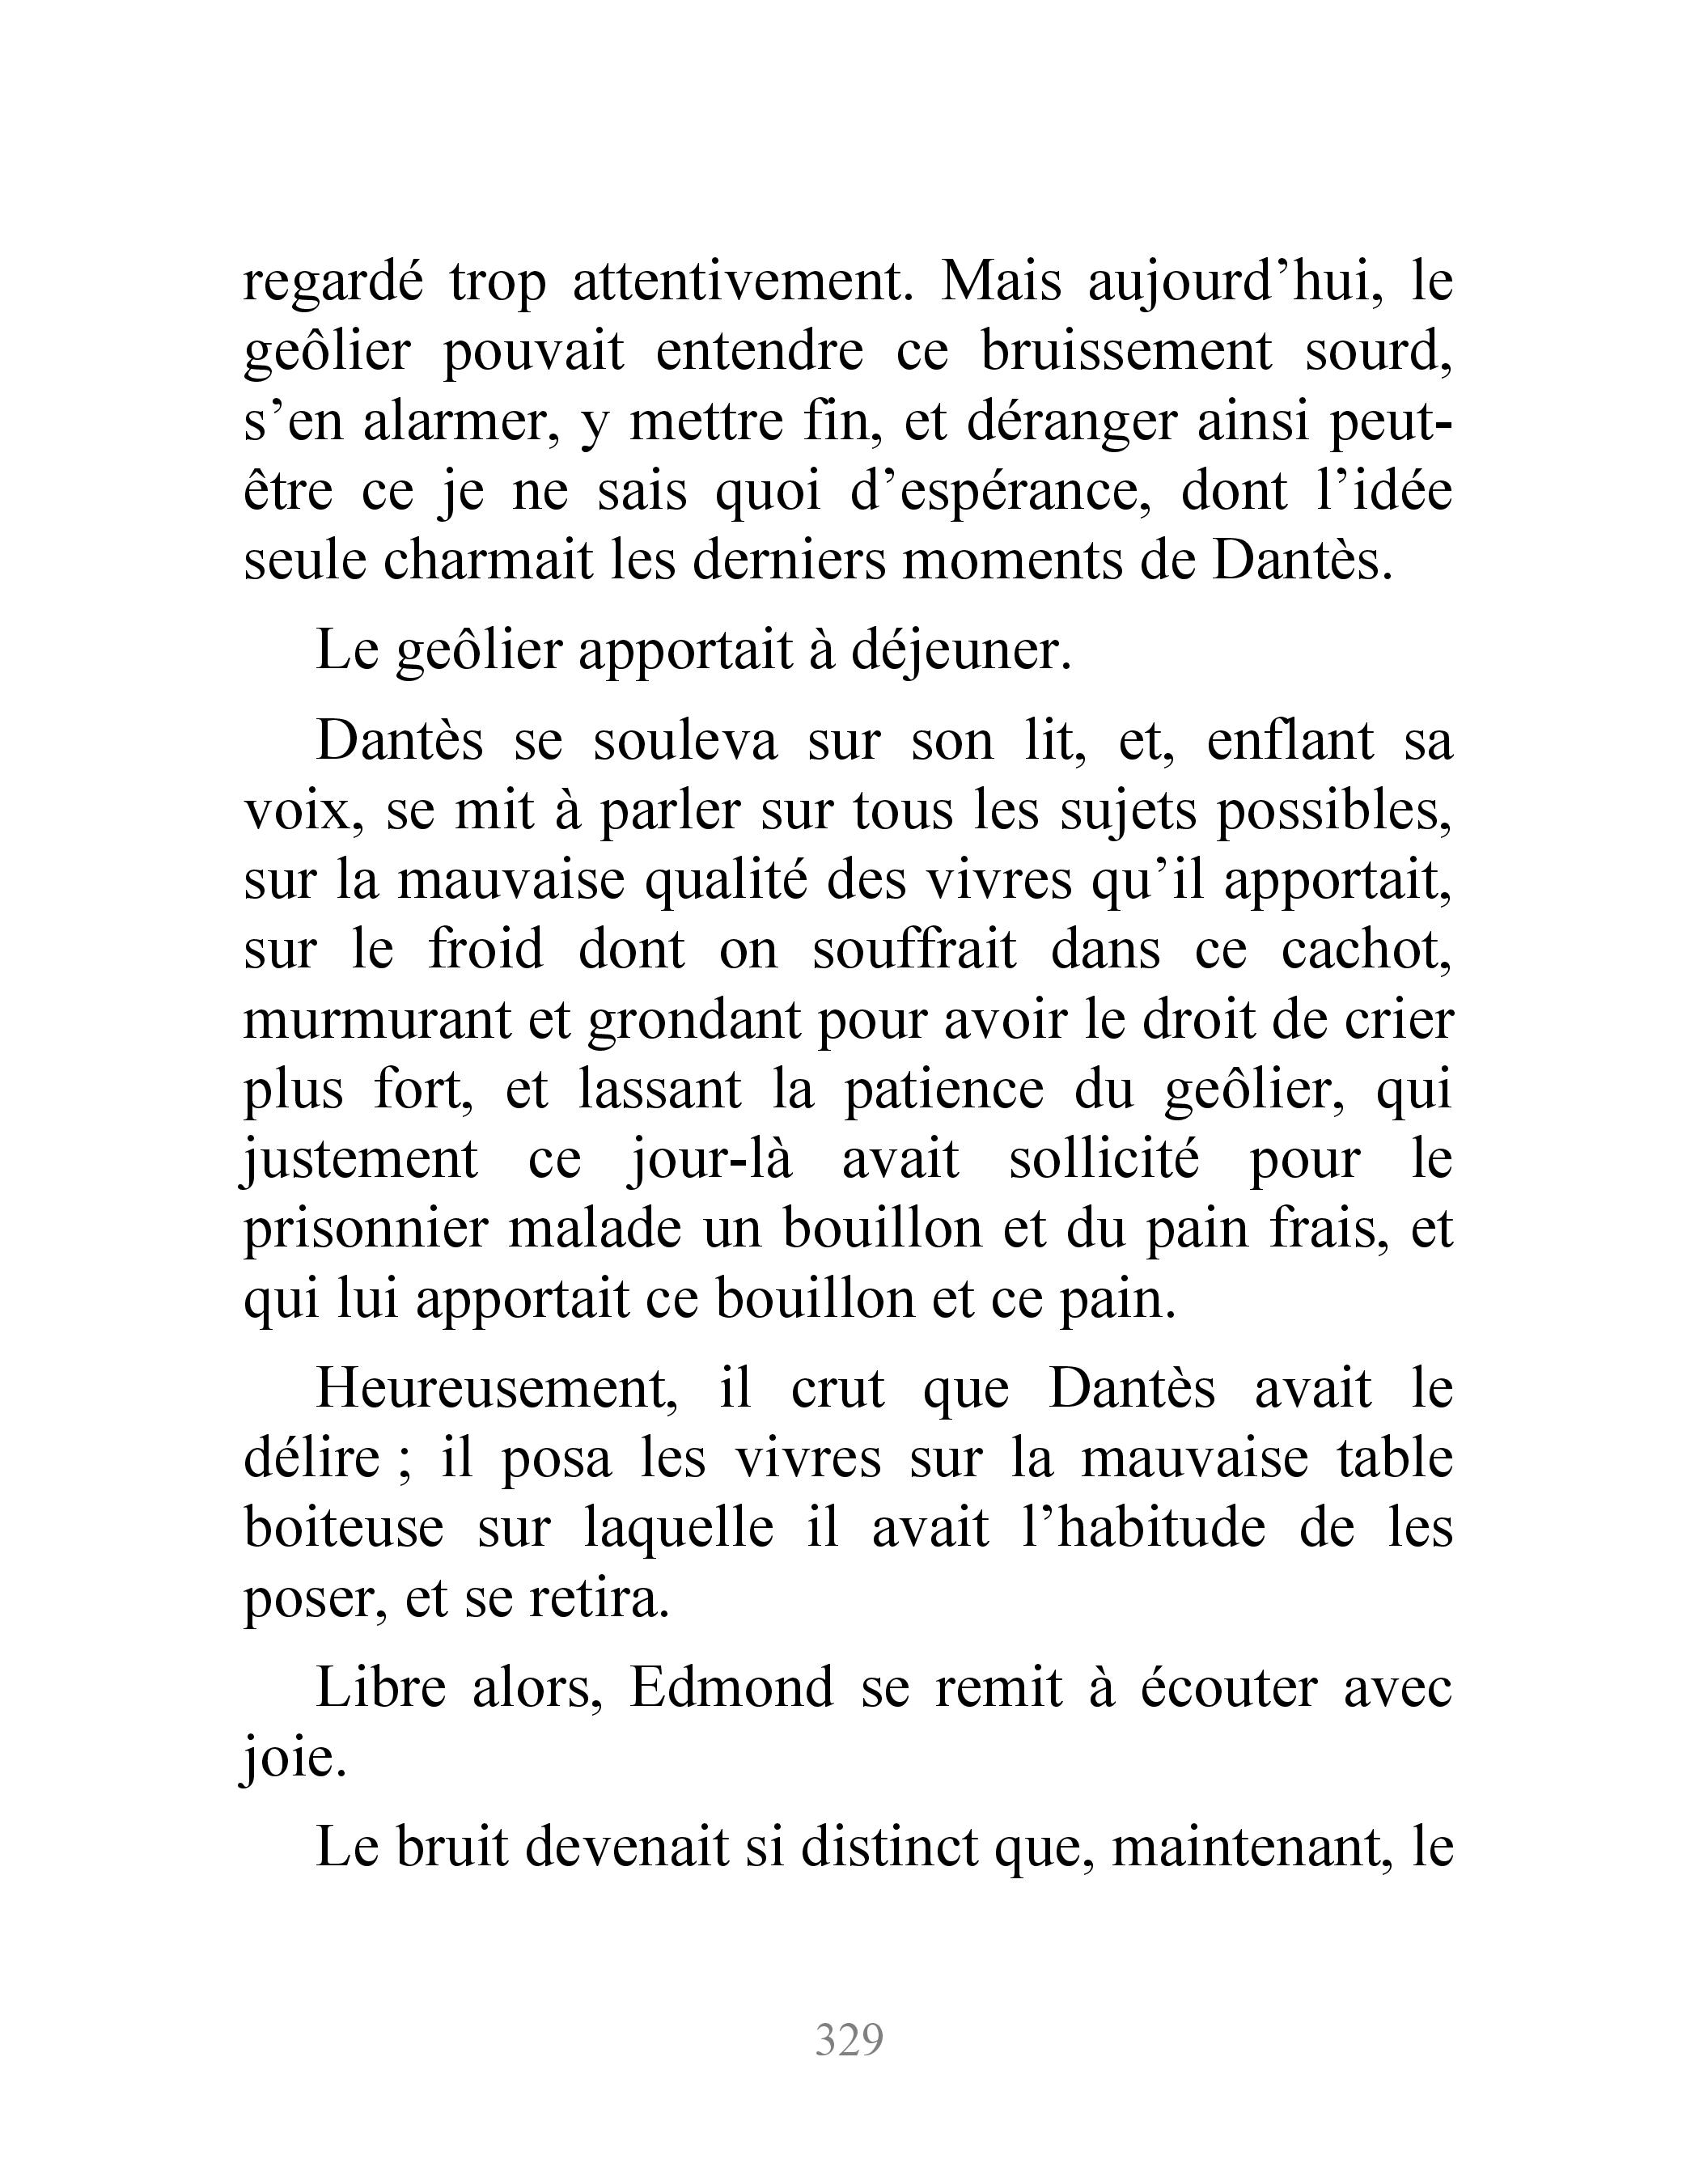 regardé trop attentivement. Mais aujourd’hui, le
geôlier pouvait entendre ce bruissement sourd,
s’en alarmer, y mettre fin, et déranger ainsi peut-
être ce je ne sais quoi d’espérance, dont l’idée
seule charmait les derniers moments de Dantès.
Le geôlier apportait à déjeuner.
Dantès se souleva sur son lit, et, enflant sa
voix, se mit à parler sur tous les sujets possibles,
sur la mauvaise qualité des vivres qu’il apportait,
sur le froid dont on souffrait dans ce cachot,
murmurant et grondant pour avoir le droit de crier
plus fort, et lassant la patience du geôlier, qui
justement ce jour-là avait sollicité pour le
prisonnier malade un bouillon et du pain frais, et
qui lui apportait ce bouillon et ce pain.
Heureusement, il crut que Dantès avait le
délire ; il posa les vivres sur la mauvaise table
boiteuse sur laquelle il avait l’habitude de les
poser, et se retira.
Libre alors, Edmond se remit à écouter avec
joie.
Le bruit devenait si distinct que, maintenant, le
329